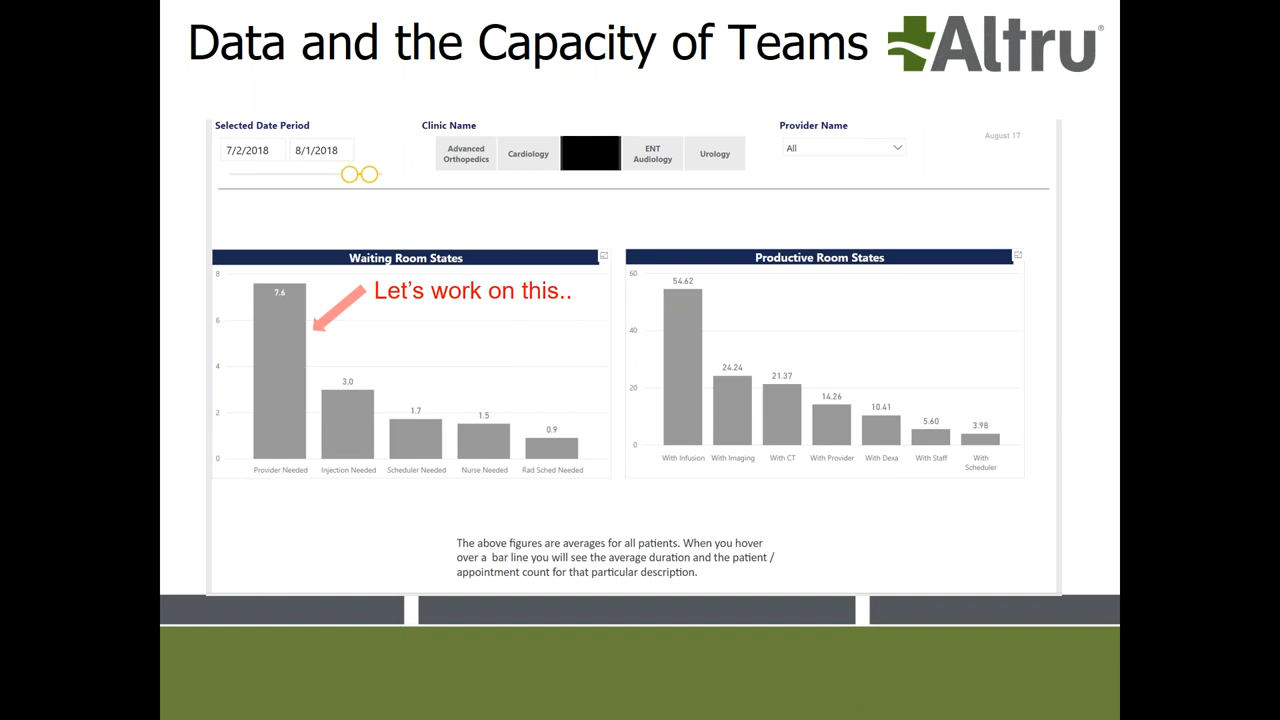 Data and the Capacity of Teams
Altru®
Selected Date Period
7/2/2018 8/1/2018
Clinic Name
Advanced
Orthopedics
Cardiology
ENT
Audiology
Urology
Provider Name
All
August 17
Waiting Room States
Let's work on this..
8
6
4
2
0
7.6
3.0
1.7
1.5
0.9
Provider Needed Injection Needed Scheduler Needed Nurse Needed Rad Sched Needed
Productive Room States
60
40
20
0
54.62
24.24
21.37
14.26
10.41
5.60
3.98
With Infusion With Imaging With CT With Provider With Dexa With Staff With
Scheduler
The above figures are averages for all patients. When you hover
over a bar line you will see the average duration and the patient /
appointment count for that particular description.